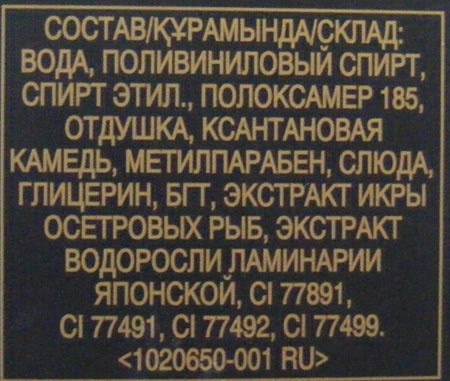 СОСТАВ/ҚҰРАМЫНДА/СКЛАД:
ВОДА, ПОЛИВИНИЛОВЫЙ СПИРТ,
СПИРТ ЭТИЛ., ПОЛОКСАМЕР 185,
ОТДУШКА, КСАНТАНОВАЯ
КАМЕДЬ, МЕТИЛПАРАБЕН, СЛЮДА,
ГЛИЦЕРИН, БГТ, ЭКСТРАКТ ИКРЫ
ОСЕТРОВЫХ РЫБ, ЭКСТРАКТ
ВОДОРОСЛИ ЛАМИНАРИИ
ЯПОНСКОЙ, CI 77891,
CI 77491, CI 77492, CI 77499.
<1020650-001 RU>